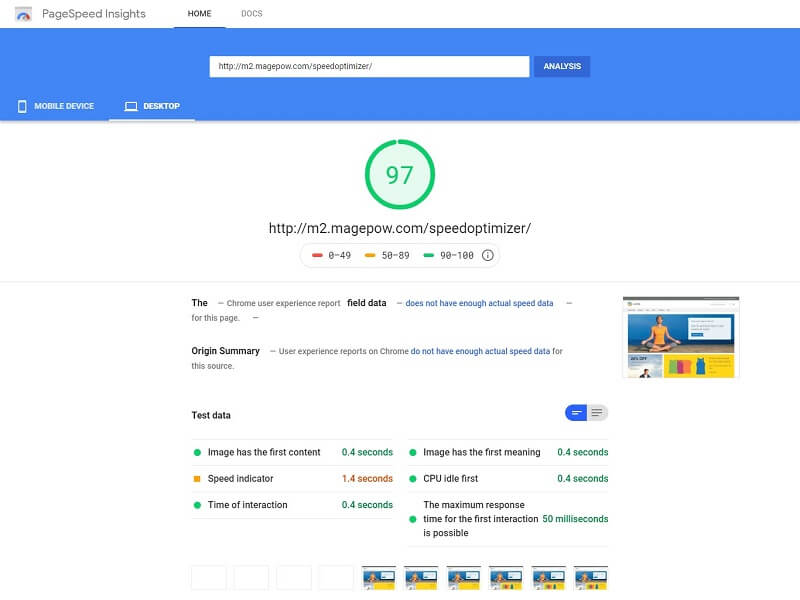 PageSpeed Insights HOME DOCS
http://m2.magepow.com/speedoptimizer/ ANALYSIS
MOBILE DEVICE DESKTOP
97
http://m2.magepow.com/speedoptimizer/
0–49 50–89 90–100
The — Chrome user experience report field data — does not have enough actual speed data —
for this page. —
Origin Summary — User experience reports on Chrome do not have enough actual speed data for
this source.
Test data
Image has the first content 0.4 seconds
Image has the first meaning 0.4 seconds
Speed indicator 1.4 seconds
CPU idle first 0.4 seconds
Time of interaction 0.4 seconds
The maximum response
time for the first interaction 50 milliseconds
is possible